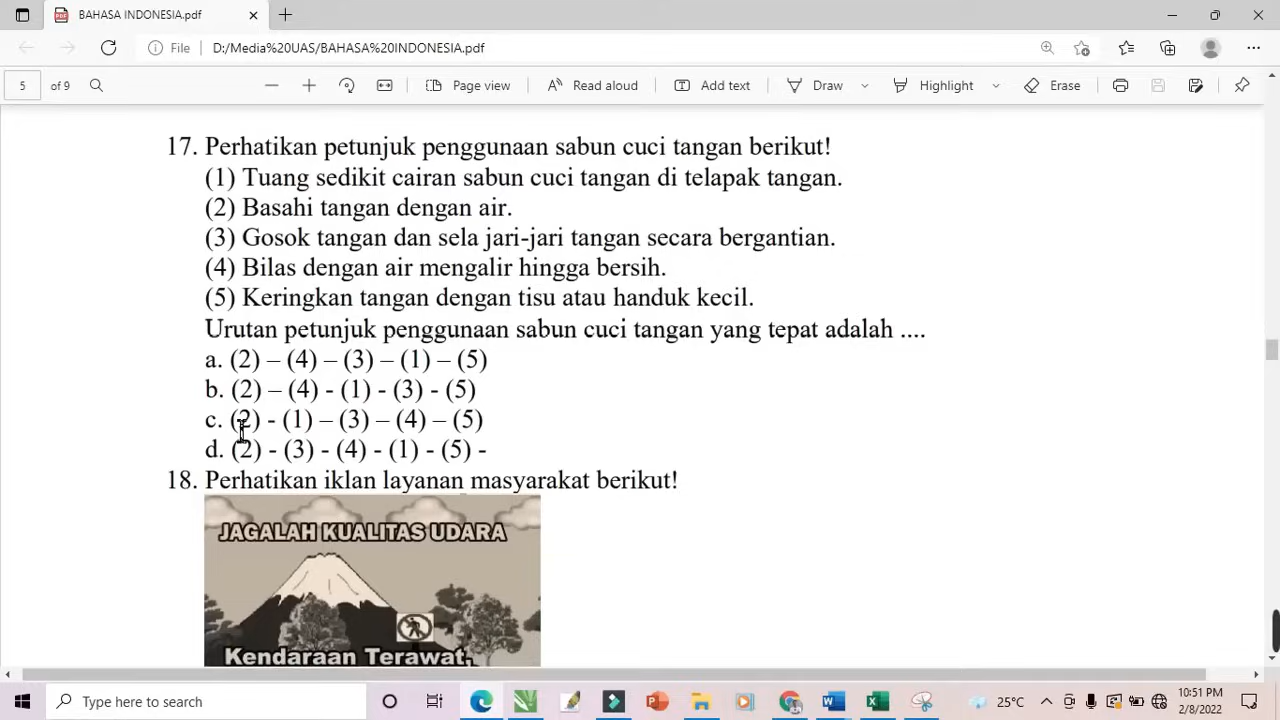 BAHASA INDONESIA.pdf
File D:/Media%20UAS/BAHASA%20INDONESIA.pdf
5 of 9 Page view Read aloud Add text Draw Highlight Erase
17. Perhatikan petunjuk penggunaan sabun cuci tangan berikut!
(1) Tuang sedikit cairan sabun cuci tangan di telapak tangan.
(2) Basahi tangan dengan air.
(3) Gosok tangan dan sela jari-jari tangan secara bergantian.
(4) Bilas dengan air mengalir hingga bersih.
(5) Keringkan tangan dengan tisu atau handuk kecil.
Urutan petunjuk penggunaan sabun cuci tangan yang tepat adalah ....
a. (2) – (4) – (3) – (1) – (5)
b. (2) – (4) - (1) - (3) - (5)
c. (2) - (1) – (3) – (4) – (5)
d. (2) - (3) - (4) - (1) - (5) -
18. Perhatikan iklan layanan masyarakat berikut!
JAGALAH KUALITAS UDARA
Kendaraan Terawat,
Type here to search 25°C 10:51 PM
2/8/2022